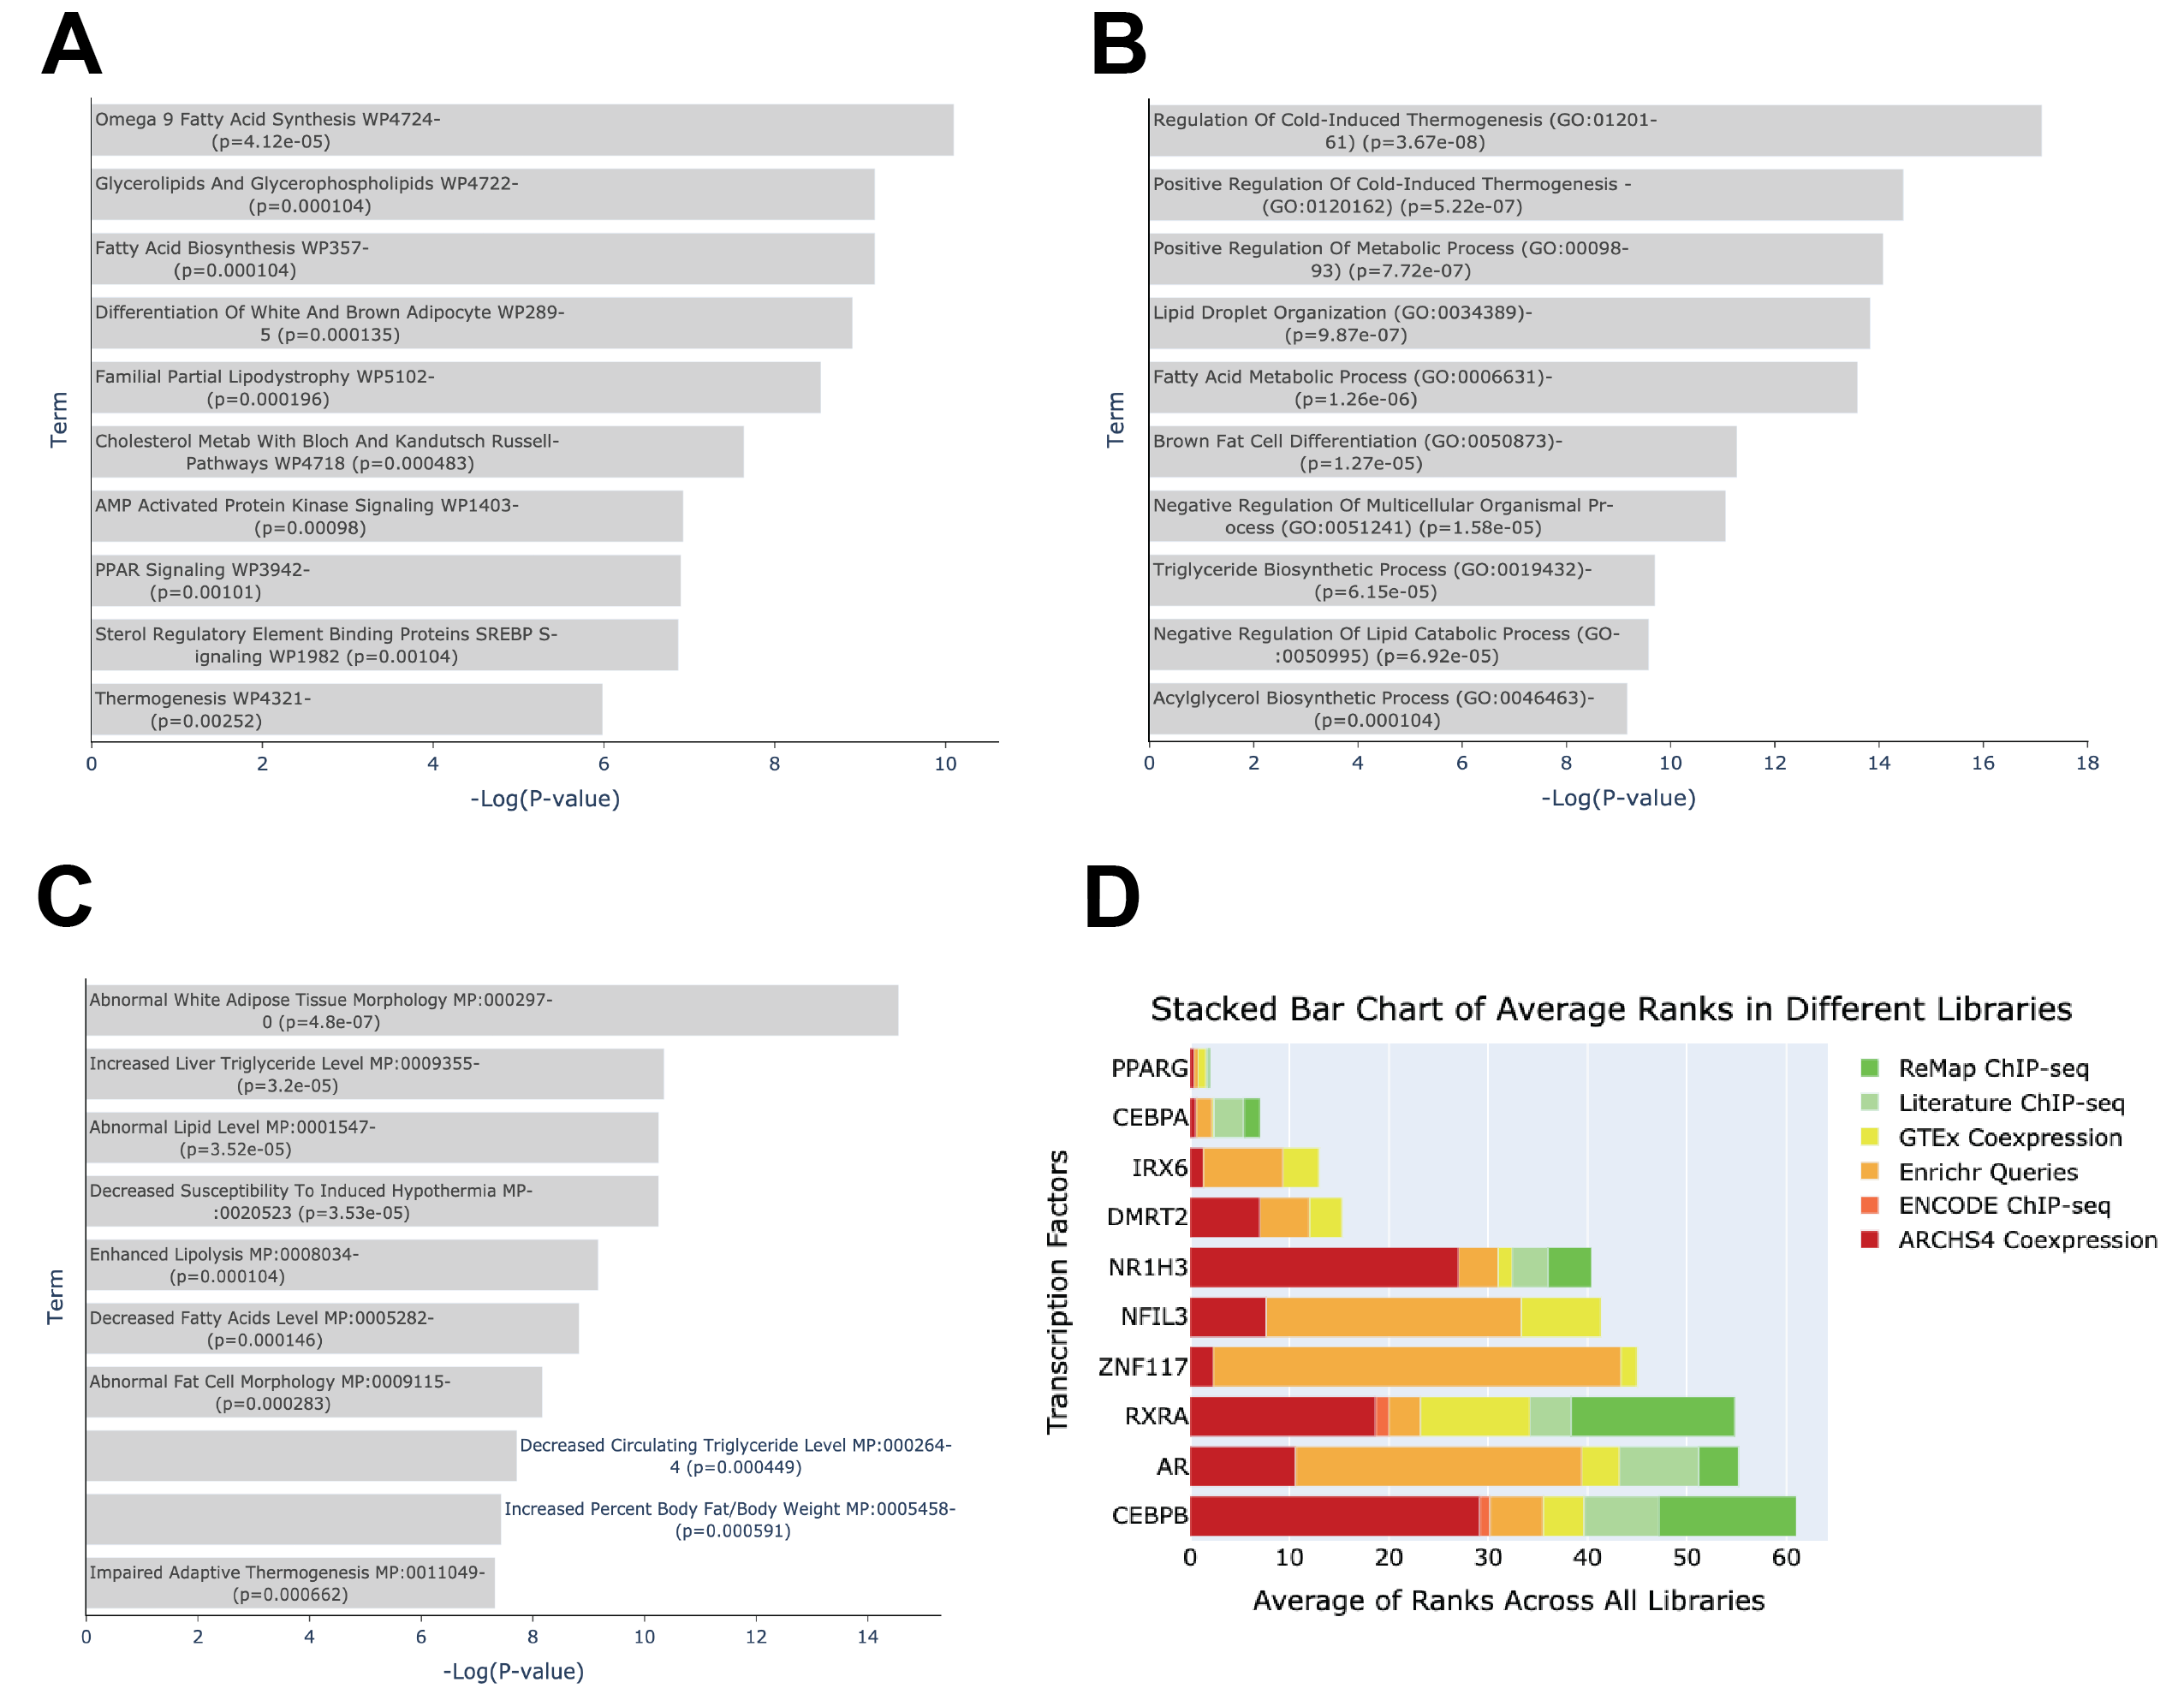 A
Term
Omega 9 Fatty Acid Synthesis WP4724-
(p=4.12e-05)
Glycerolipids And Glycerophospholipids WP4722-
(p=0.000104)
Fatty Acid Biosynthesis WP357-
(p=0.000104)
Differentiation Of White And Brown Adipocyte WP289-
5 (p=0.000135)
Familial Partial Lipodystrophy WP5102-
(p=0.000196)
Cholesterol Metab With Bloch And Kandutsch Russell-
Pathways WP4718 (p=0.000483)
AMP Activated Protein Kinase Signaling WP1403-
(p=0.00098)
PPAR Signaling WP3942-
(p=0.00101)
Sterol Regulatory Element Binding Proteins SREBP S-
ignaling WP1982 (p=0.00104)
Thermogenesis WP4321-
(p=0.00252)
0 2 4 6 8 10
-Log(P-value)
B
Term
Regulation Of Cold-Induced Thermogenesis (GO:01201-
61) (p=3.67e-08)
Positive Regulation Of Cold-Induced Thermogenesis -
(GO:0120162) (p=5.22e-07)
Positive Regulation Of Metabolic Process (GO:00098-
93) (p=7.72e-07)
Lipid Droplet Organization (GO:0034389)-
(p=9.87e-07)
Fatty Acid Metabolic Process (GO:0006631)-
(p=1.26e-06)
Brown Fat Cell Differentiation (GO:0050873)-
(p=1.27e-05)
Negative Regulation Of Multicellular Organismal Pr-
ocess (GO:0051241) (p=1.58e-05)
Triglyceride Biosynthetic Process (GO:0019432)-
(p=6.15e-05)
Negative Regulation Of Lipid Catabolic Process (GO-
:0050995) (p=6.92e-05)
Acylglycerol Biosynthetic Process (GO:0046463)-
(p=0.000104)
0 2 4 6 8 10 12 14 16 18
-Log(P-value)
C
Term
Abnormal White Adipose Tissue Morphology MP:000297-
0 (p=4.8e-07)
Increased Liver Triglyceride Level MP:0009355-
(p=3.2e-05)
Abnormal Lipid Level MP:0001547-
(p=3.52e-05)
Decreased Susceptibility To Induced Hypothermia MP-
:0020523 (p=3.53e-05)
Enhanced Lipolysis MP:0008034-
(p=0.000104)
Decreased Fatty Acids Level MP:0005282-
(p=0.000146)
Abnormal Fat Cell Morphology MP:0009115-
(p=0.000283)
Decreased Circulating Triglyceride Level MP:000264-
4 (p=0.000449)
Increased Percent Body Fat/Body Weight MP:0005458-
(p=0.000591)
Impaired Adaptive Thermogenesis MP:0011049-
(p=0.000662)
0 2 4 6 8 10 12 14
-Log(P-value)
D
Stacked Bar Chart of Average Ranks in Different Libraries
Transcription Factors
PPARG
CEBPA
IRX6
DMRT2
NR1H3
NFIL3
ZNF117
RXRA
AR
CEBPB
0 10 20 30 40 50 60
Average of Ranks Across All Libraries
ReMap ChIP-seq
Literature ChIP-seq
GTEx Coexpression
Enrichr Queries
ENCODE ChIP-seq
ARCHS4 Coexpression